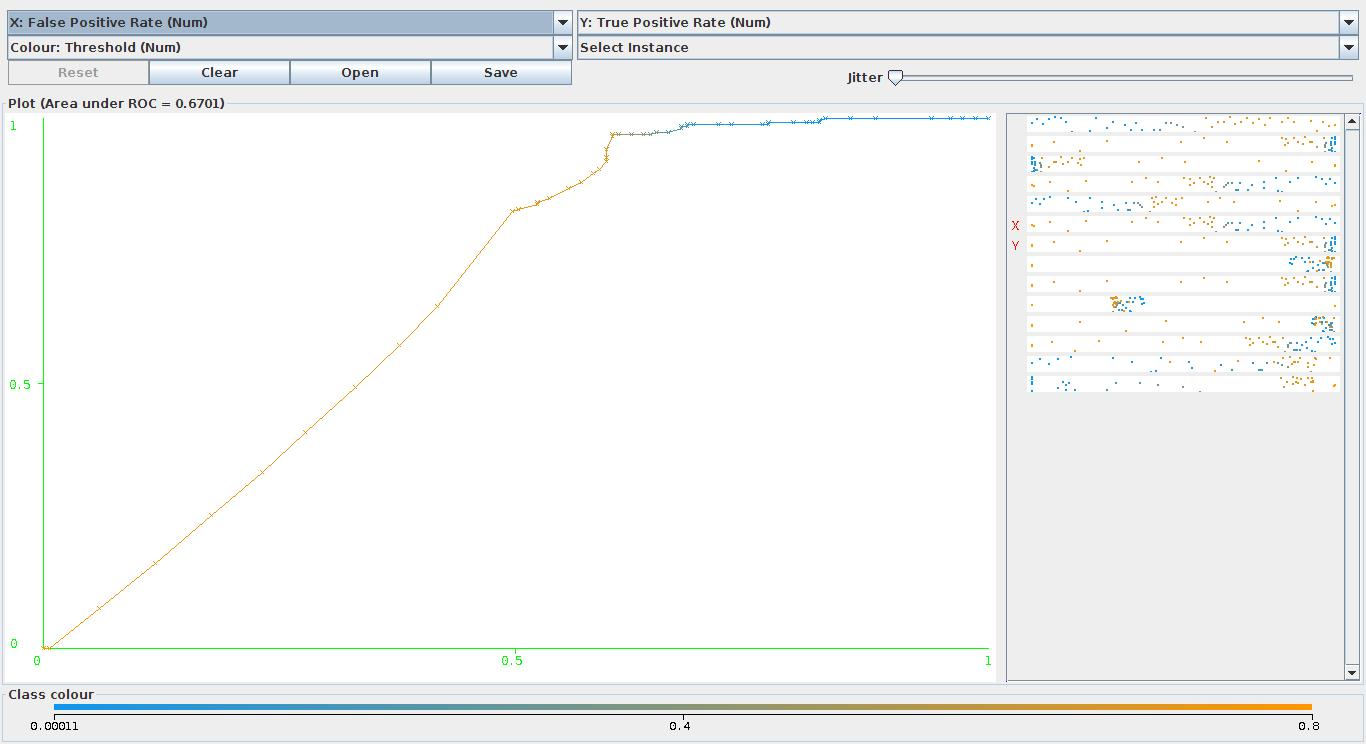 X: False Positive Rate (Num)
Y: True Positive Rate (Num)
Colour: Threshold (Num)
Select Instance
Reset
Clear
Open
Save
Jitter
Plot (Area under ROC = 0.6701)
1
0.5
0
0
0.5
1
X
Y
Class colour
0.00011
0.4
0.8